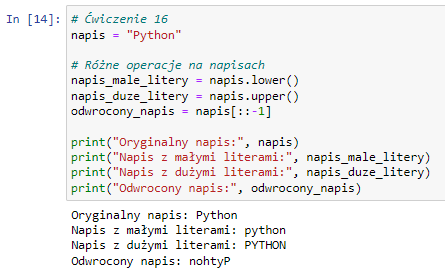 In [14]: # Ćwiczenie 16
napis = "Python"
# Różne operacje na napisach
napis_male_litery = napis.lower()
napis_duze_litery = napis.upper()
odwrocony_napis = napis[::-1]
print("Oryginalny napis:", napis)
print("Napis z małymi literami:", napis_male_litery)
print("Napis z dużymi literami:", napis_duze_litery)
print("Odwrocony napis:", odwrocony_napis)
Oryginalny napis: Python
Napis z małymi literami: python
Napis z dużymi literami: PYTHON
Odwrocony napis: nohtyP